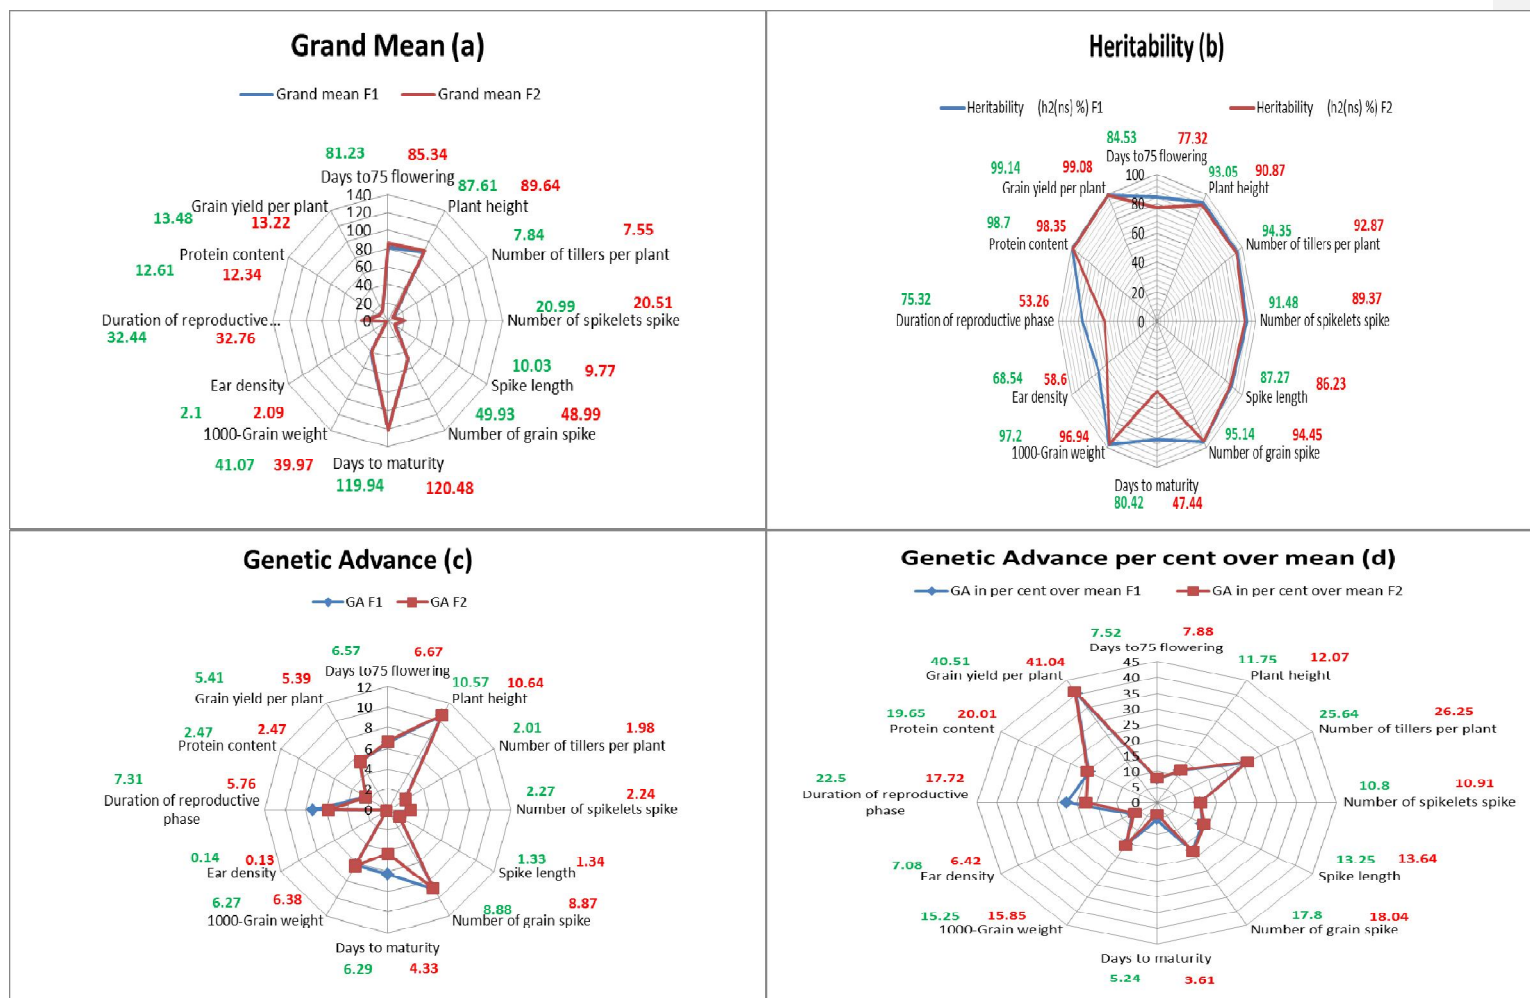 Grand Mean (a)
Grand mean F1 Grand mean F2
81.23 85.34
Days to75 flowering
87.61 89.64
Plant height
7.84 7.55
Number of tillers per plant
20.99 20.51
Number of spikelets spike
10.03 9.77
Spike length
49.93 48.99
Number of grain spike
Days to maturity
119.94 120.48
1000-Grain weight
41.07 39.97
Ear density
2.1 2.09
Duration of reproductive...
32.44 32.76
Protein content
12.61 12.34
Grain yield per plant
13.48 13.22
140
120
100
80
60
40
20
0
Heritability (b)
Heritability (h2(ns) %) F1 Heritability (h2(ns) %) F2
84.53 77.32
Days to75 flowering
93.05 90.87
Plant height
94.35 92.87
Number of tillers per plant
91.48 89.37
Number of spikelets spike
87.27 86.23
Spike length
95.14 94.45
Number of grain spike
Days to maturity
80.42 47.44
97.2 96.94
1000-Grain weight
68.54 58.6
Ear density
75.32 53.26
Duration of reproductive phase
98.7 98.35
Protein content
99.14 99.08
Grain yield per plant
100
80
60
40
20
0
Genetic Advance (c)
GA F1 GA F2
6.57 6.67
Days to75 flowering
10.57 10.64
Plant height
2.01 1.98
Number of tillers per plant
2.27 2.24
Number of spikelets spike
1.33 1.34
Spike length
8.88 8.87
Number of grain spike
Days to maturity
6.29 4.33
6.27 6.38
1000-Grain weight
0.14 0.13
Ear density
7.31 5.76
Duration of reproductive
phase
2.47 2.47
Protein content
5.41 5.39
Grain yield per plant
12
10
8
6
4
2
0
Genetic Advance per cent over mean (d)
GA in per cent over mean F1 GA in per cent over mean F2
7.52 7.88
Days to75 flowering
11.75 12.07
Plant height
25.64 26.25
Number of tillers per plant
10.8 10.91
Number of spikelets spike
13.25 13.64
Spike length
17.8 18.04
Number of grain spike
Days to maturity
5.24 3.61
15.25 15.85
1000-Grain weight
7.08 6.42
Ear density
22.5 17.72
Duration of reproductive
phase
19.65 20.01
Protein content
40.51 41.04
Grain yield per plant
45
40
35
30
25
20
15
10
5
0